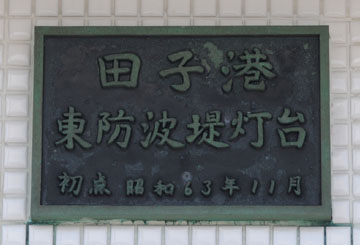 田子港
東防波堤灯台
初点 昭和63年11月